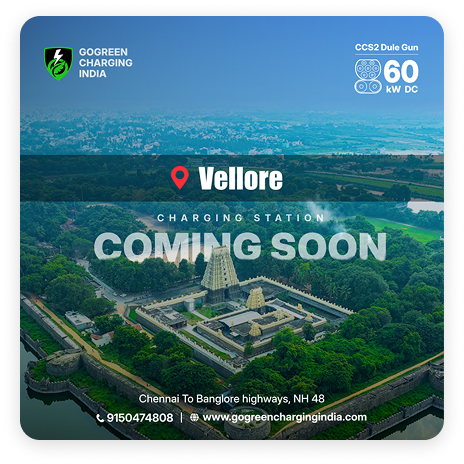 GOGREEN
CHARGING
INDIA
CCS2 Dule Gun
60
kW DC
Vellore
CHARGING STATION
COMING SOON
Chennai To Banglore highways, NH 48
9150474808 | www.gogreenchargingindia.com